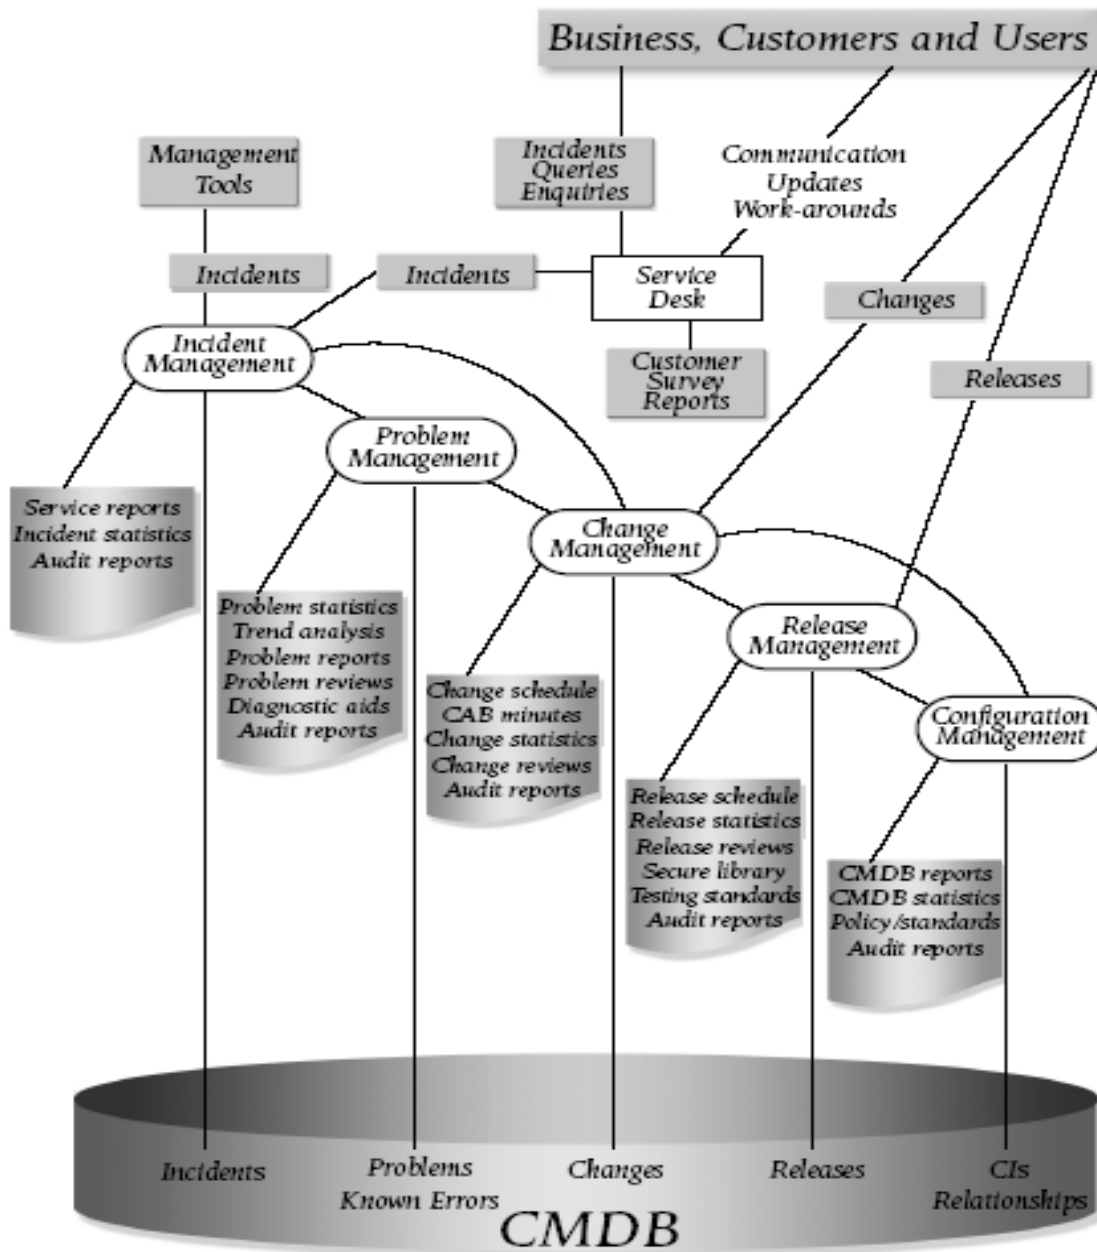 Business, Customers and Users
Management
Tools
Incidents
Queries
Enquiries
Communication
Updates
Work-arounds
Incidents
Incidents
Service
Desk
Changes
Customer
Survey
Reports
Releases
Incident
Management
Problem
Management
Service reports
Incident statistics
Audit reports
Change
Management
Problem statistics
Trend analysis
Problem reports
Problem reviews
Diagnostic aids
Audit reports
Release
Management
Change schedule
CAB minutes
Change statistics
Change reviews
Audit reports
Configuration
Management
Release schedule
Release statistics
Release reviews
Secure library
Testing standards
Audit reports
CMDB reports
CMDB statistics
Policy/standards
Audit reports
Incidents
Problems
Known Errors
Changes
Releases
CIs
Relationships
CMDB